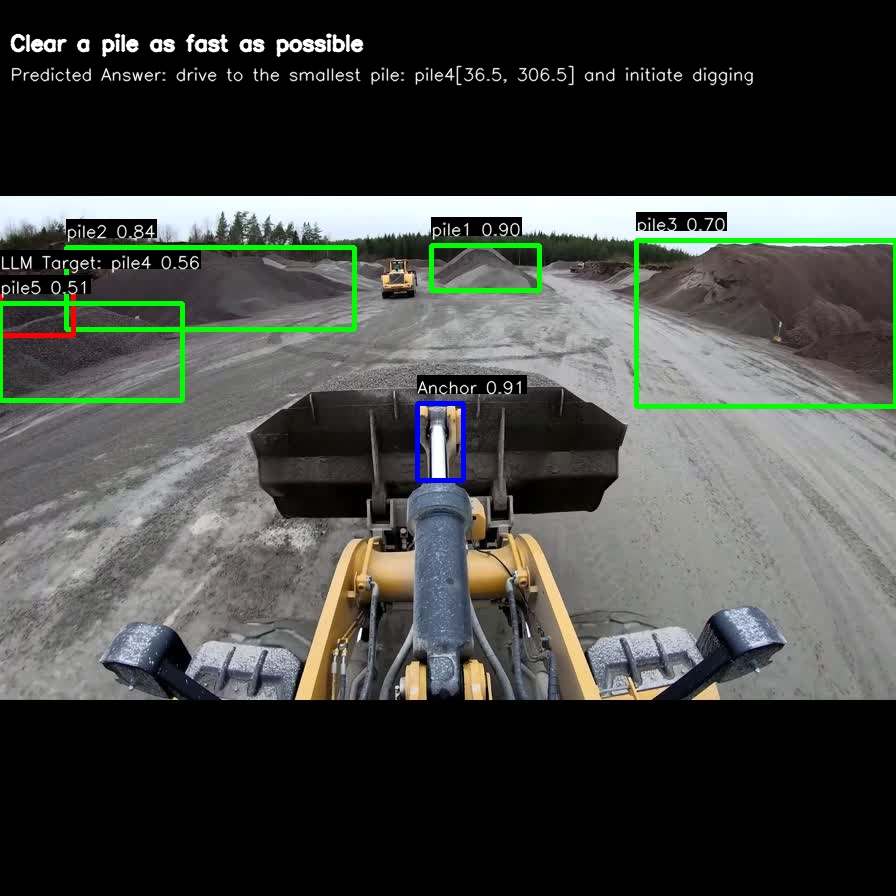 Clear a pile as fast as possible
Predicted Answer: drive to the smallest pile: pile4[36.5, 306.5] and initiate digging
pile2 0.84
pile1 0.90
pile3 0.70
LLM Target: pile4 0.56
pile5 0.51
Anchor 0.91